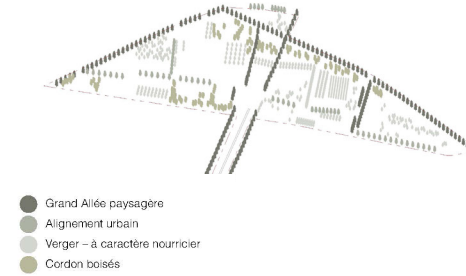 Grand Allée paysagère
Alignement urbain
Verger – à caractère nourricier
Cordon boisés